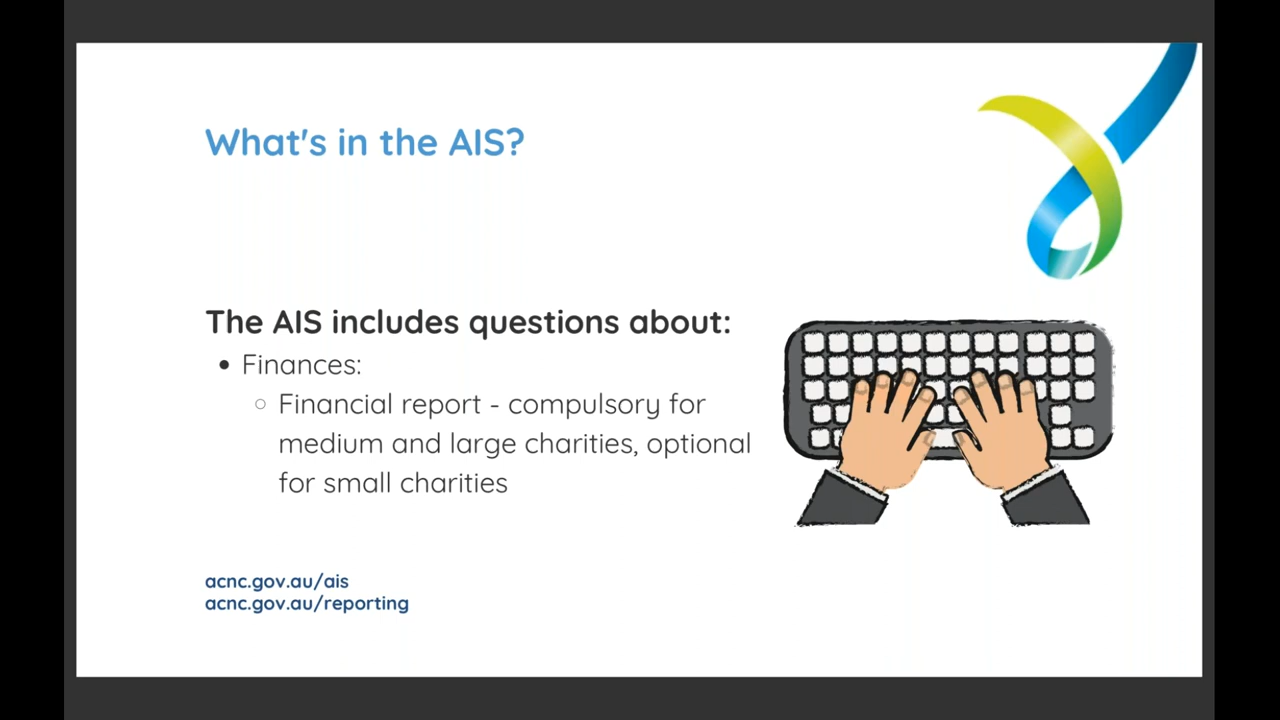 What's in the AIS?
The AIS includes questions about:
• Finances:
○ Financial report - compulsory for
medium and large charities, optional
for small charities
acnc.gov.au/ais
acnc.gov.au/reporting